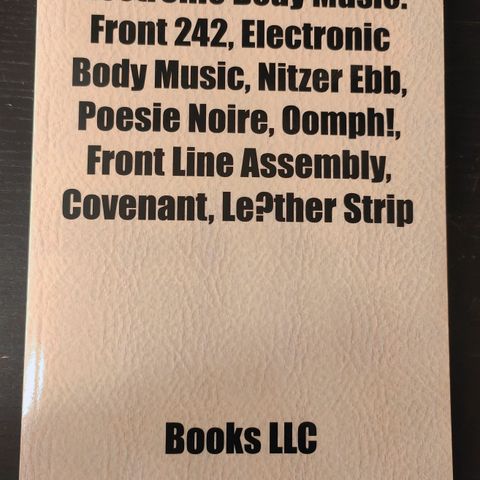 Electronic Body Music:
Front 242, Electronic
Body Music, Nitzer Ebb,
Poesie Noire, Oomph!,
Front Line Assembly,
Covenant, Le?ther Strip
Books LLC